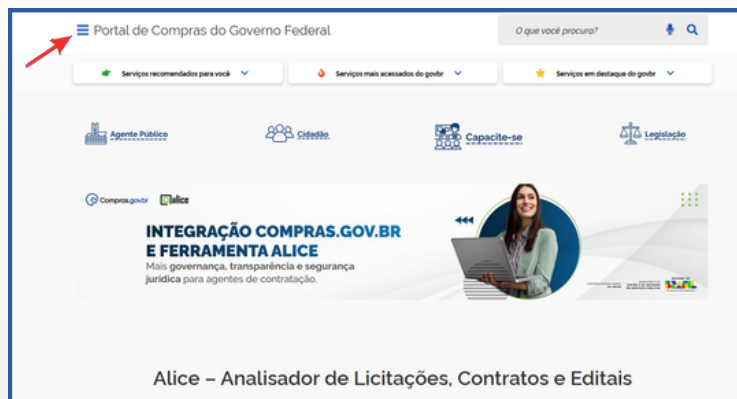 Portal de Compras do Governo Federal
O que você procura?
Serviços recomendados para você
Serviços mais acessados do govbr
Serviços em destaque do govbr
Agente Público
Cidadão
Capacite-se
Legislação
Compras.govbr
alice
INTEGRAÇÃO COMPRAS.GOV.BR
E FERRAMENTA ALICE
Mais governança, transparência e segurança
jurídica para agentes de contratação.
Alice – Analisador de Licitações, Contratos e Editais